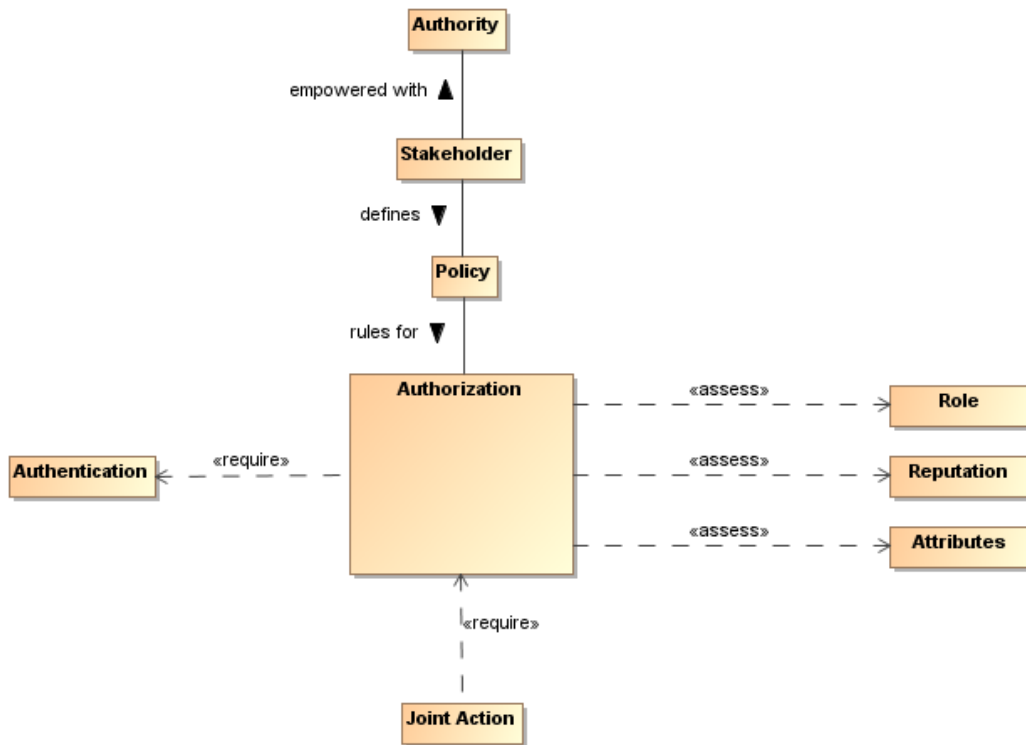 Authority
empowered with
Stakeholder
defines
Policy
rules for
Authorization
«assess»
Role
Authentication
«require»
«assess»
Reputation
«assess»
Attributes
«require»
Joint Action